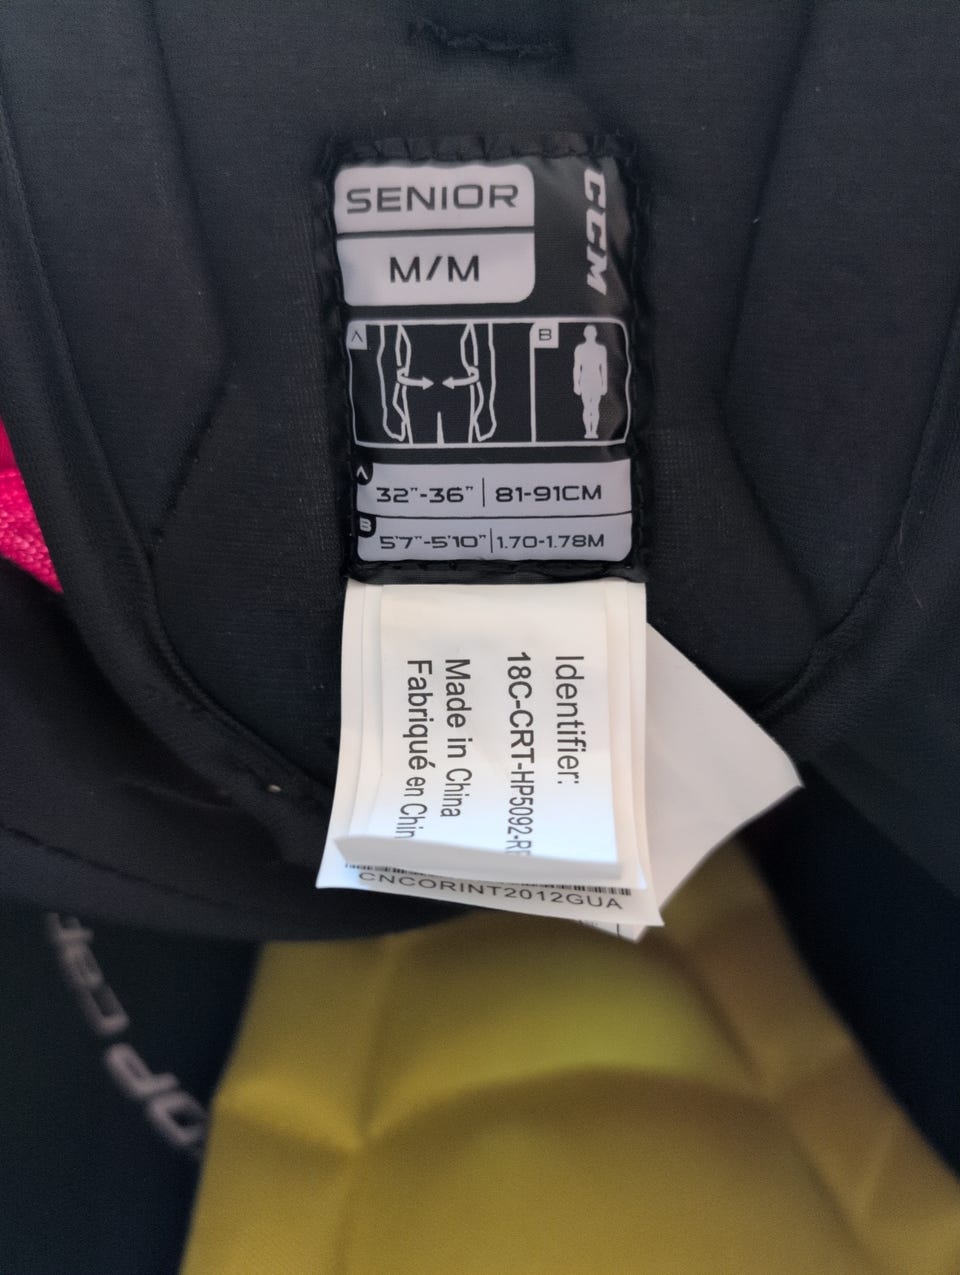 SENIOR
CCM
M/M
A
B
A 32"-36" | 81-91CM
B 5'7"-5'10" | 1.70-1.78M
Identifier:
18C-CRT-HP5092-
Made in China
Fabriqué en
CNCORINT2012GUA